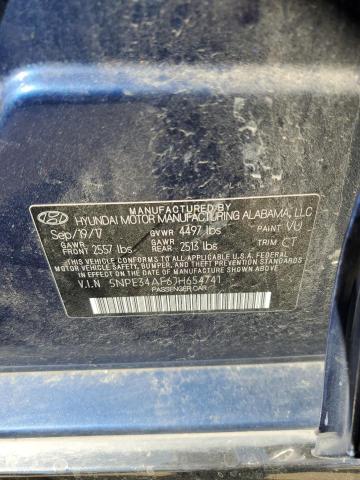 MANUFACTURED BY
HYUNDAI MOTOR MANUFACTURING ALABAMA, LLC
Sep/19/17 GVWR 4497 lbs PAINT VU
GAWR FRONT 2557 lbs GAWR REAR 2513 lbs TRIM CT
THIS VEHICLE CONFORMS TO ALL APPLICABLE U.S. FEDERAL
MOTOR VEHICLE SAFETY, BUMPER, AND THEFT PREVENTION STANDARDS
IN EFFECT ON THE DATE OF MANUFACTURE SHOWN ABOVE.
V.I.N 5NPE34AF6JH654741
PASSENGER CAR